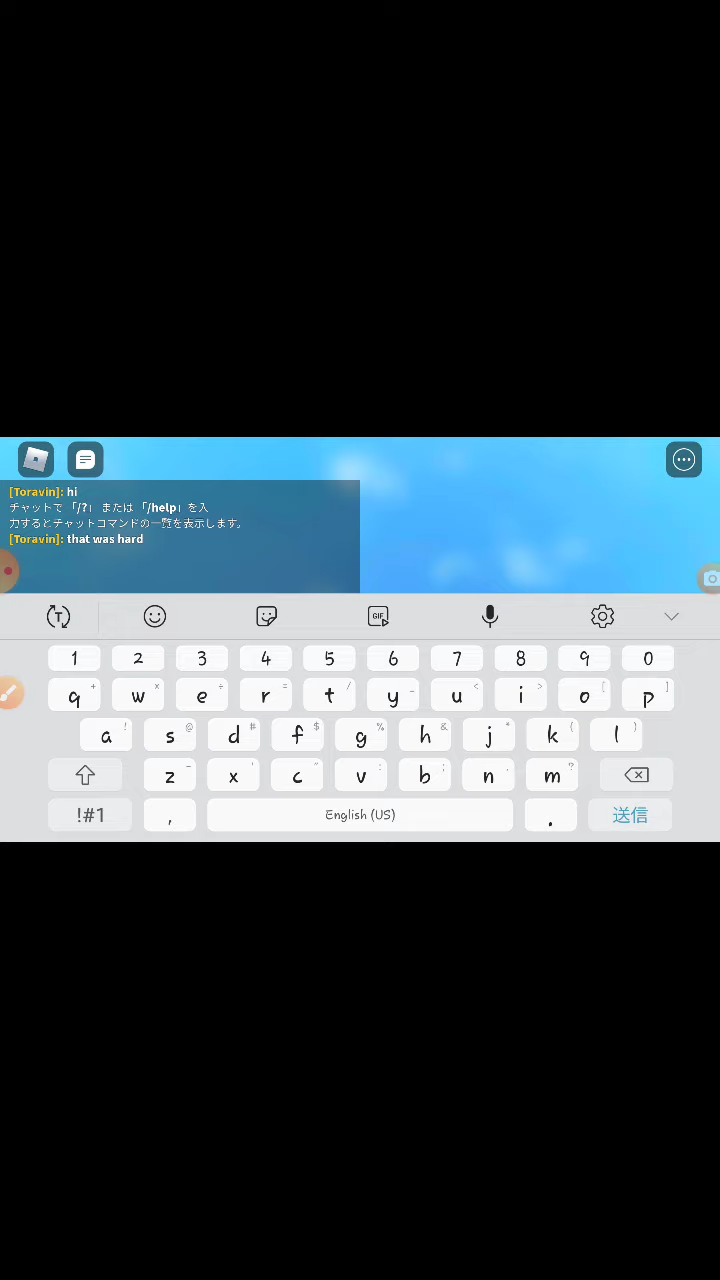 [Toravin]: hi
チャットで 「/?」 または 「/help」を入
力するとチャットコマンドの一覧を表示します。
[Toravin]: that was hard
T
GIF
1 2 3 4 5 6 7 8 9 0
q + w × e ÷ r = t / y _ u < i > o [ p ]
a ! s @ d # f $ g % h & j * k ( l )
z - x ' c " v : b ; n , m ?
!#1 , English (US) . 送信